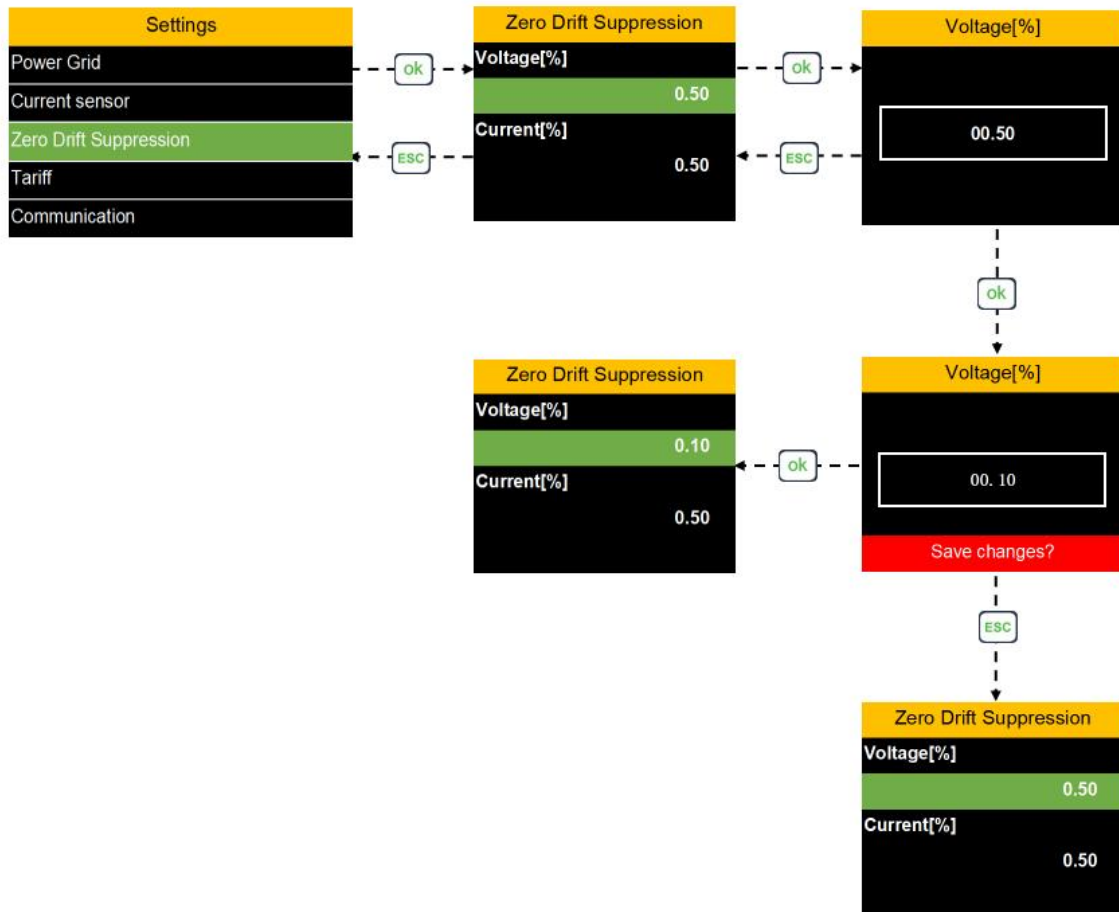 Settings
Power Grid
Current sensor
Zero Drift Suppression
Tariff
Communication
ok
ESC
Zero Drift Suppression
Voltage[%]
0.50
Current[%]
0.50
ok
ESC
Voltage[%]
00.50
ok
Voltage[%]
00. 10
Save changes?
ok
Zero Drift Suppression
Voltage[%]
0.10
Current[%]
0.50
ESC
Zero Drift Suppression
Voltage[%]
0.50
Current[%]
0.50